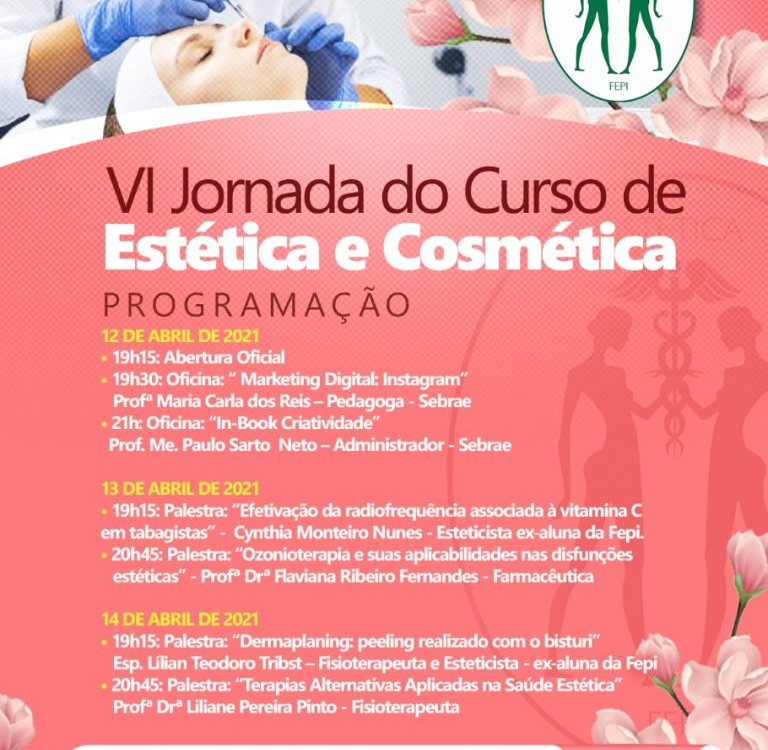 FEPI
VI Jornada do Curso de
Estética e Cosmética
PROGRAMAÇÃO
12 DE ABRIL DE 2021
• 19h15: Abertura Oficial
• 19h30: Oficina: “ Marketing Digital: Instagram”
Profª Maria Carla dos Reis – Pedagoga - Sebrae
• 21h: Oficina: “In-Book Criatividade”
Prof. Me. Paulo Sarto Neto – Administrador - Sebrae
13 DE ABRIL DE 2021
• 19h15: Palestra: “Efetivação da radiofrequência associada à vitamina C
em tabagistas” - Cynthia Monteiro Nunes - Esteticista ex-aluna da Fepi.
• 20h45: Palestra: “Ozonioterapia e suas aplicabilidades nas disfunções
estéticas” - Profª Drª Flaviana Ribeiro Fernandes - Farmacêutica
14 DE ABRIL DE 2021
• 19h15: Palestra: “Dermaplaning: peeling realizado com o bisturi”
Esp. Lílian Teodoro Tribst – Fisioterapeuta e Esteticista - ex-aluna da Fepi
• 20h45: Palestra: “Terapias Alternativas Aplicadas na Saúde Estética”
Profª Drª Liliane Pereira Pinto - Fisioterapeuta